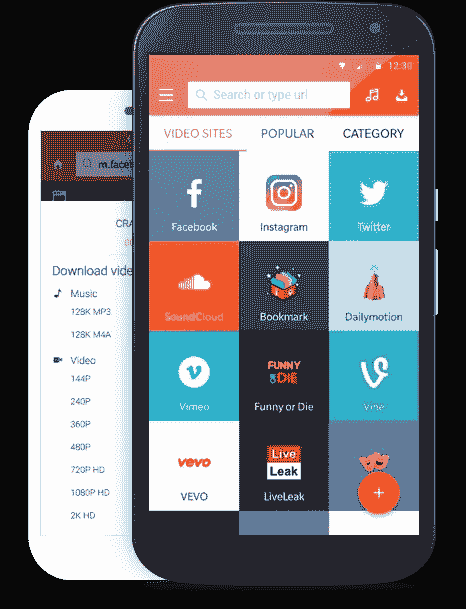 12:30
Search or type url
VIDEO SITES POPULAR CATEGORY
Facebook Instagram Twitter
SoundCloud Bookmark Dailymotion
FUNNY OR DIE
Vimeo Funny or Die Vine
vevo Live Leak
VEVO LiveLeak
m.face
Download vide
Music
128K MP3
128K M4A
Video
144P
240P
360P
480P
720P HD
1080P HD
2K HD